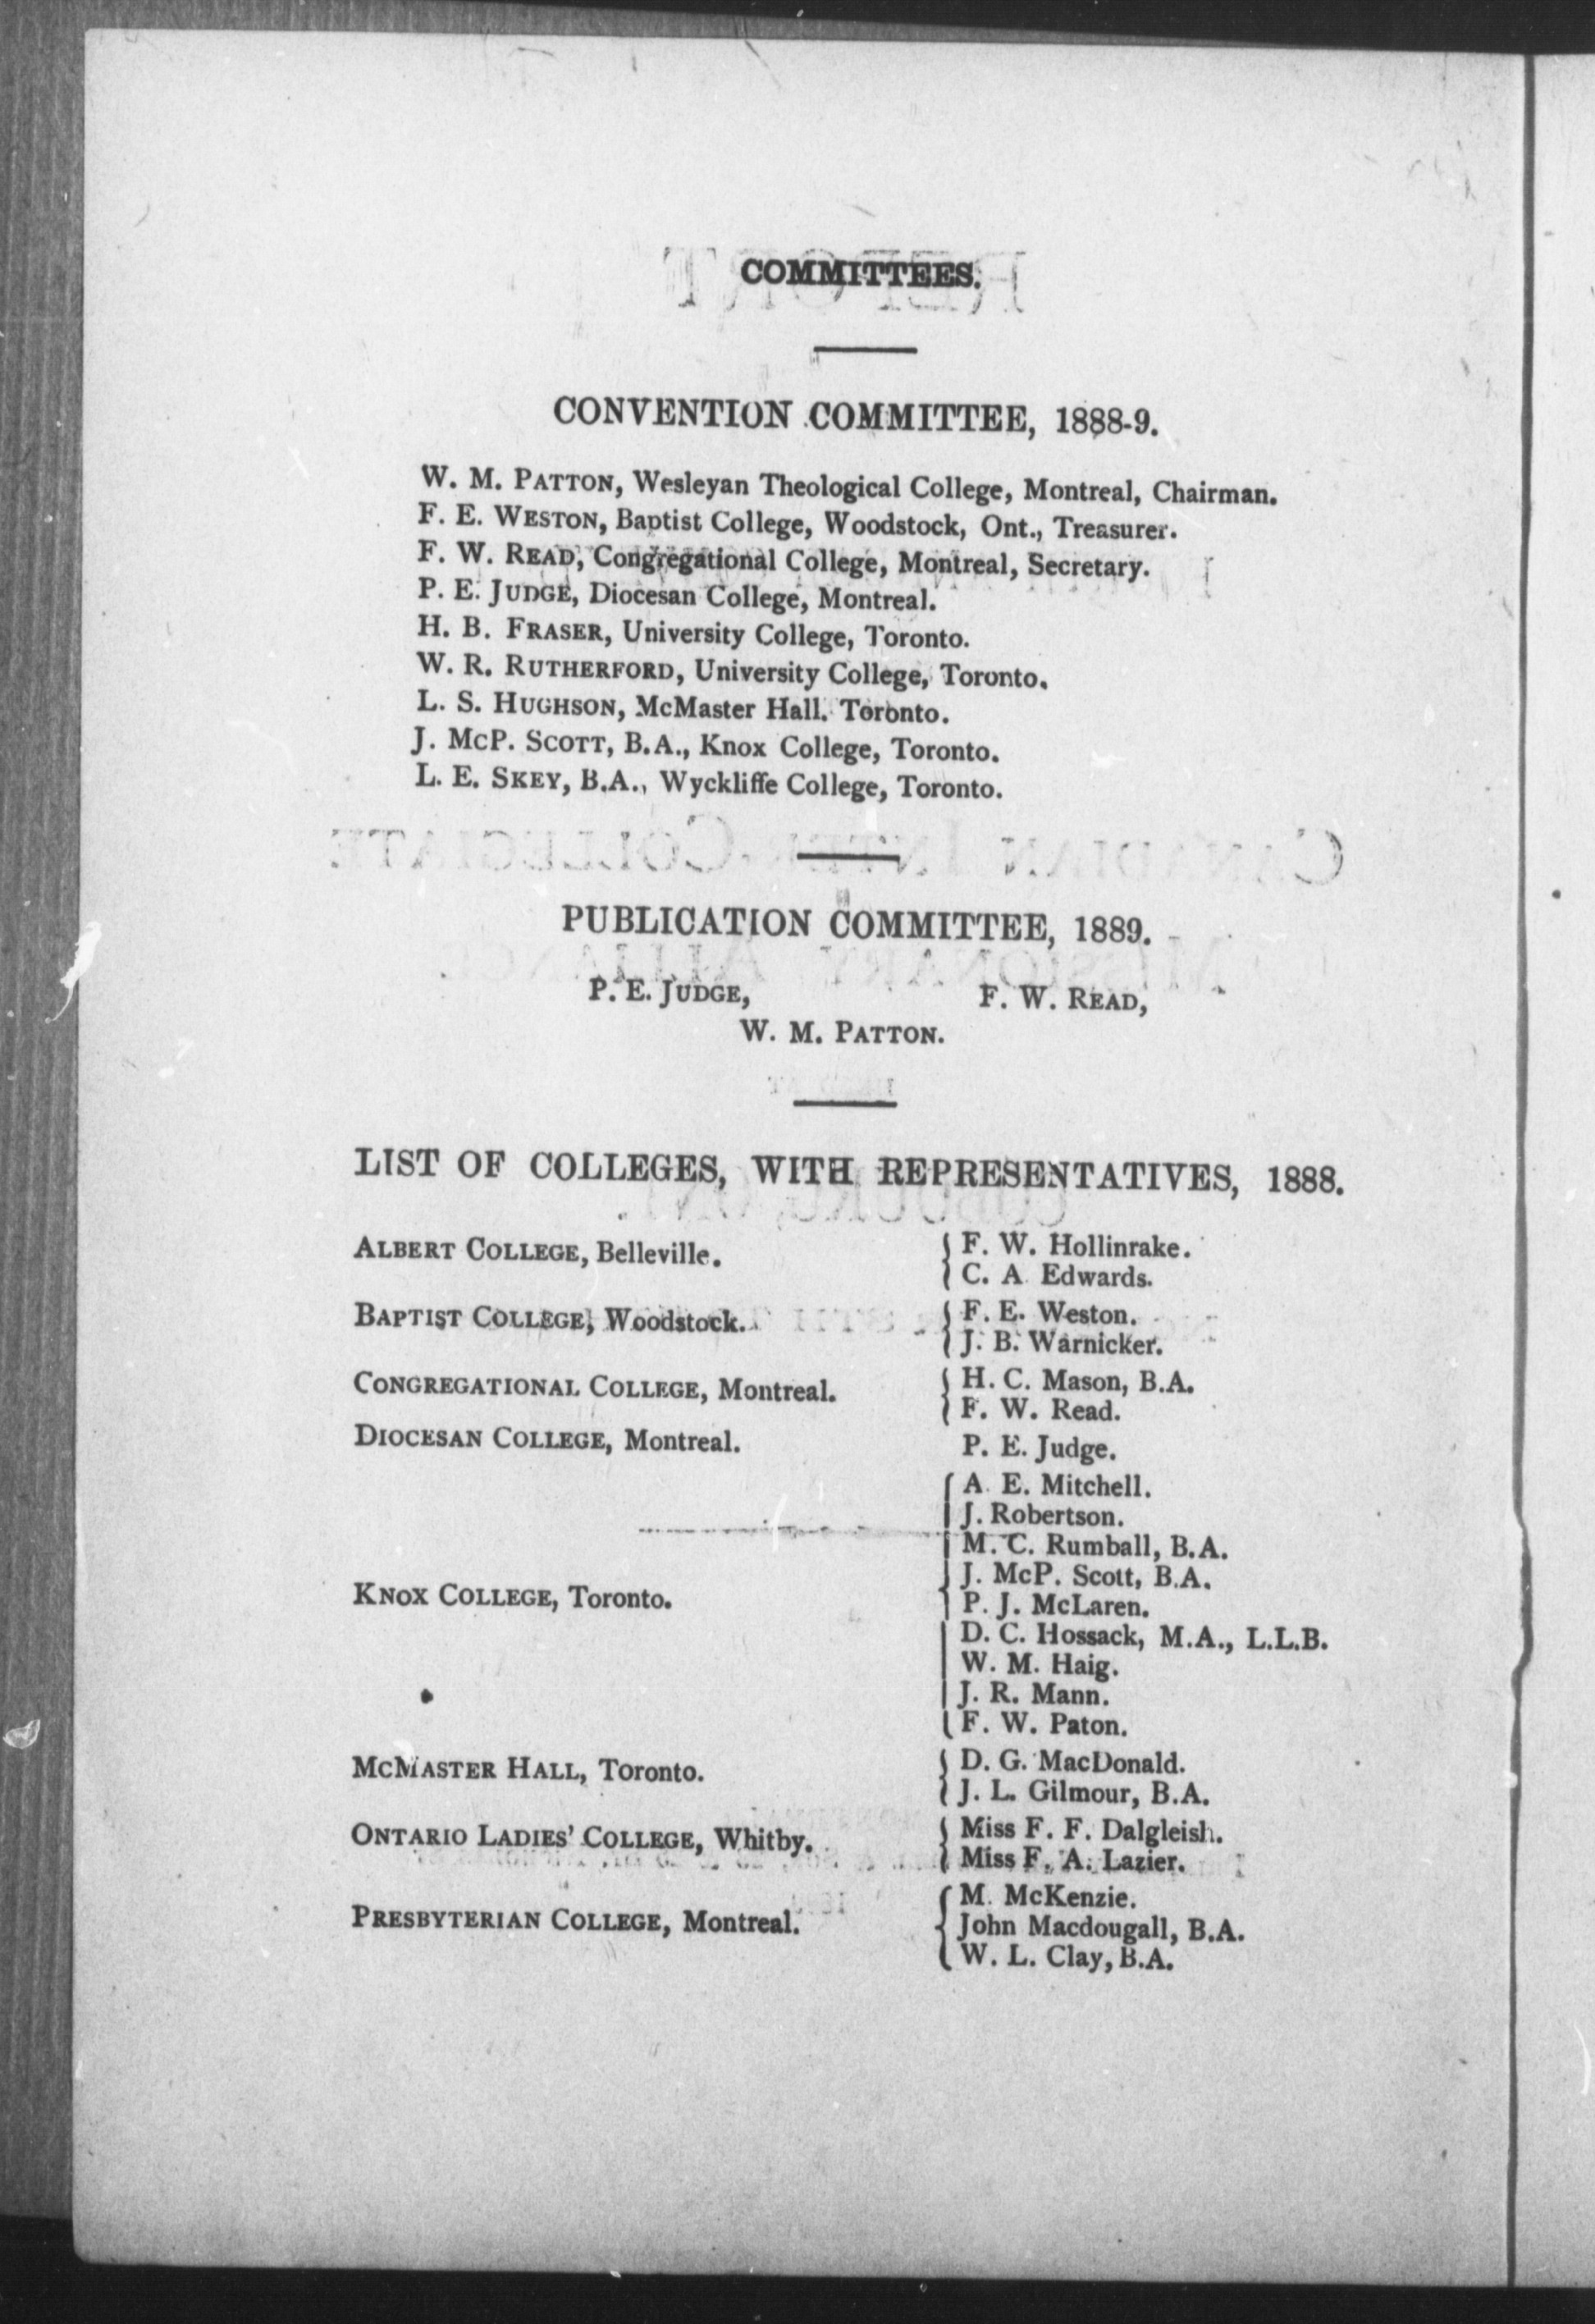 COMMITTEES.
CONVENTION COMMITTEE, 1888-9.
W. M. PATTON, Wesleyan Theological College, Montreal, Chairman.
F. E. WESTON, Baptist College, Woodstock, Ont., Treasurer.
F. W. READ, Congregational College, Montreal, Secretary.
P. E. JUDGE, Diocesan College, Montreal.
H. B. FRASER, University College, Toronto.
W. R. RUTHERFORD, University College, Toronto.
L. S. HUGHSON, McMaster Hall. Toronto.
J. McP. SCOTT, B.A., Knox College, Toronto.
L. E. SKEY, B.A., Wyckliffe College, Toronto.
PUBLICATION COMMITTEE, 1889.
P. E. JUDGE, F. W. READ,
W. M. PATTON.
LIST OF COLLEGES, WITH REPRESENTATIVES, 1888.
ALBERT COLLEGE, Belleville.
F. W. Hollinrake.
C. A Edwards.
BAPTIST COLLEGE, Woodstock.
F. E. Weston.
J. B. Warnicker.
CONGREGATIONAL COLLEGE, Montreal.
H. C. Mason, B.A.
F. W. Read.
DIOCESAN COLLEGE, Montreal.
P. E. Judge.
KNOX COLLEGE, Toronto.
A. E. Mitchell.
J. Robertson.
M. C. Rumball, B.A.
J. McP. Scott, B.A.
P. J. McLaren.
D. C. Hossack, M.A., L.L.B.
W. M. Haig.
J. R. Mann.
F. W. Paton.
MCMASTER HALL, Toronto.
D. G. MacDonald.
J. L. Gilmour, B.A.
ONTARIO LADIES' COLLEGE, Whitby.
Miss F. F. Dalgleish.
Miss F. A. Lazier.
PRESBYTERIAN COLLEGE, Montreal.
M. McKenzie.
John Macdougall, B.A.
W. L. Clay, B.A.